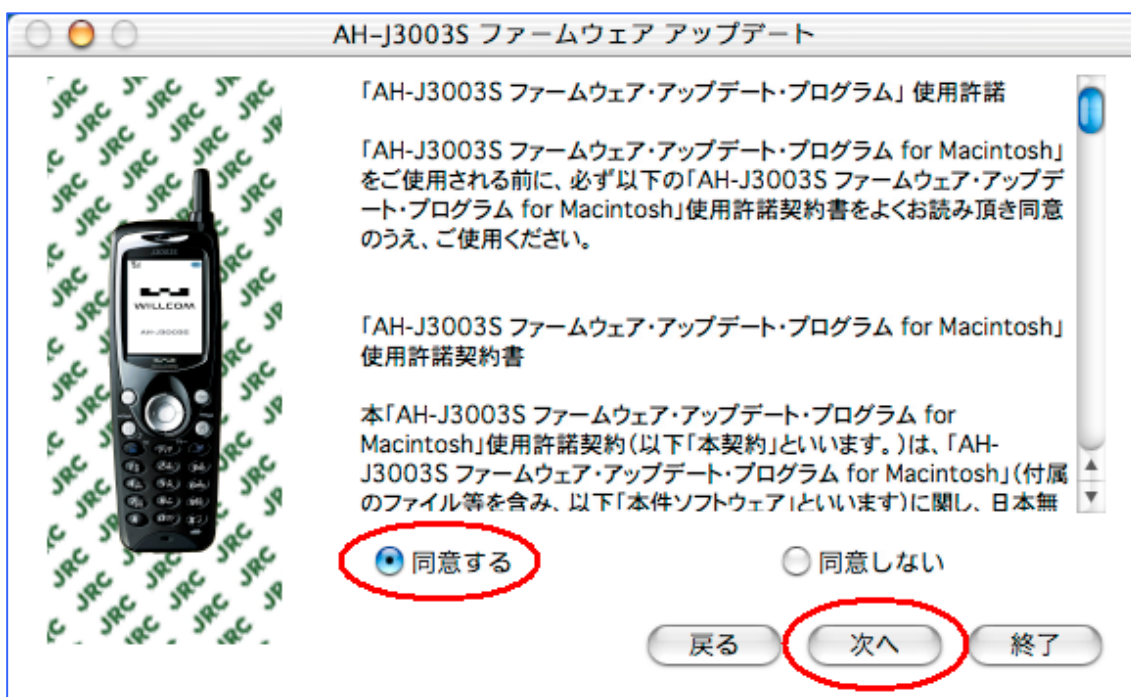 AH-J3003S ファームウェア アップデート
「AH-J3003S ファームウェア・アップデート・プログラム」 使用許諾
「AH-J3003S ファームウェア・アップデート・プログラム for Macintosh」
をご使用される前に、必ず以下の「AH-J3003S ファームウェア・アップデ
ート・プログラム for Macintosh」使用許諾契約書をよくお読み頂き同意
のうえ、ご使用ください。
「AH-J3003S ファームウェア・アップデート・プログラム for Macintosh」
使用許諾契約書
本「AH-J3003S ファームウェア・アップデート・プログラム for
Macintosh」使用許諾契約(以下「本契約」といいます。)は、「AH-
J3003S ファームウェア・アップデート・プログラム for Macintosh」(付属
のファイル等を含み、以下「本件ソフトウェア」といいます)に関し、日本無
JRC
WILLCOM
AH-J3003S
同意する
同意しない
戻る
次へ
終了